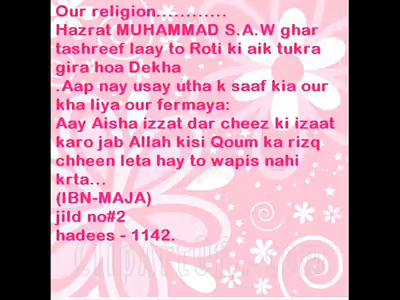 Our religion............
Hazrat MUHAMMAD S.A.W ghar
tashreef laay to Roti ki aik tukra
gira hoa Dekha
.Aap nay usay utha k saaf kia our
kha liya our fermaya:
Aay Aisha izzat dar cheez ki izaat
karo jab Allah kisi Qoum ka rizq
chheen leta hay to wapis nahi
krta...
(IBN-MAJA)
jild no#2
hadees - 1142.